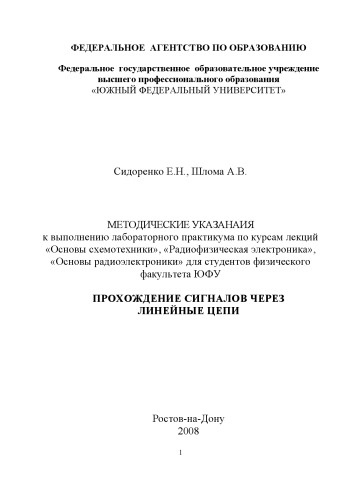 ФЕДЕРАЛЬНОЕ АГЕНТСТВО ПО ОБРАЗОВАНИЮ
Федеральное государственное образовательное учреждение
высшего профессионального образования
«ЮЖНЫЙ ФЕДЕРАЛЬНЫЙ УНИВЕРСИТЕТ»
Сидоренко Е.Н., Шлома А.В.
МЕТОДИЧЕСКИЕ УКАЗАНАИЯ
к выполнению лабораторного практикума по курсам лекций
«Основы схемотехники», «Радиофизическая электроника»,
«Основы радиоэлектроники» для студентов физического
факультета ЮФУ
ПРОХОЖДЕНИЕ СИГНАЛОВ ЧЕРЕЗ
ЛИНЕЙНЫЕ ЦЕПИ
Ростов-на-Дону
2008
1